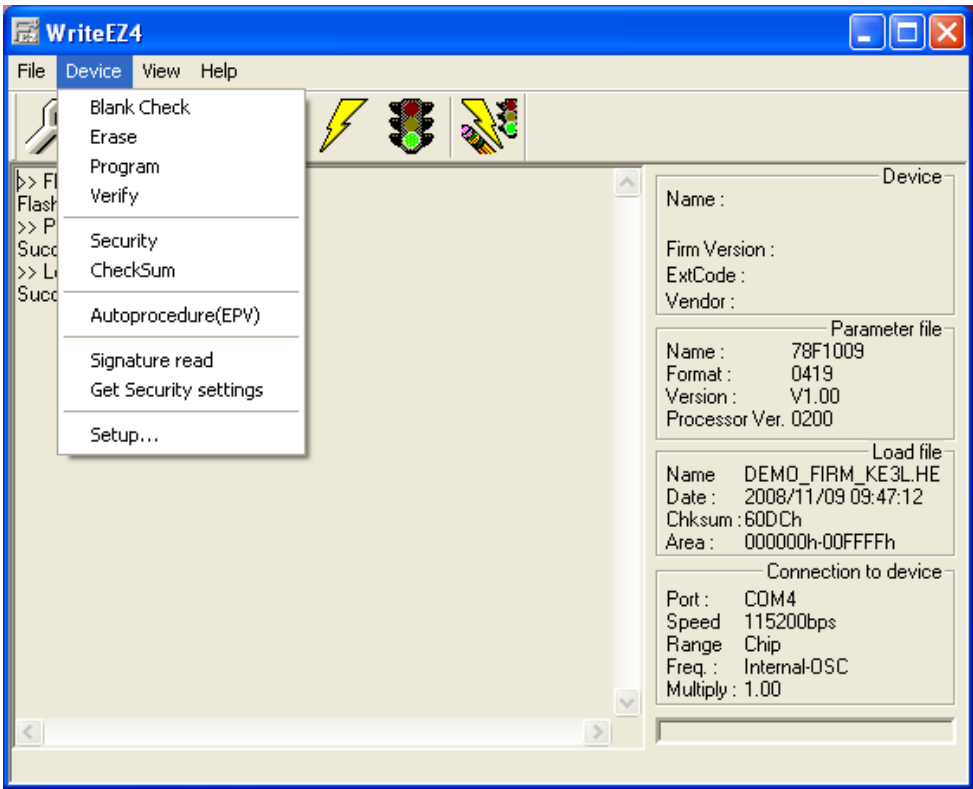 WriteEZ4
File Device View Help
Blank Check
Erase
Program
Verify
Security
CheckSum
Autoprocedure(EPV)
Signature read
Get Security settings
Setup...
>> Fl
Flash
>> P
Succ
>> Lo
Succ
Device
Name :
Firm Version :
ExtCode :
Vendor :
Parameter file
Name : 78F1009
Format : 0419
Version : V1.00
Processor Ver. 0200
Load file
Name DEMO_FIRM_KE3L.HE
Date : 2008/11/09 09:47:12
Chksum : 60DCh
Area : 000000h-00FFFFh
Connection to device
Port : COM4
Speed 115200bps
Range Chip
Freq. : Internal-OSC
Multiply : 1.00